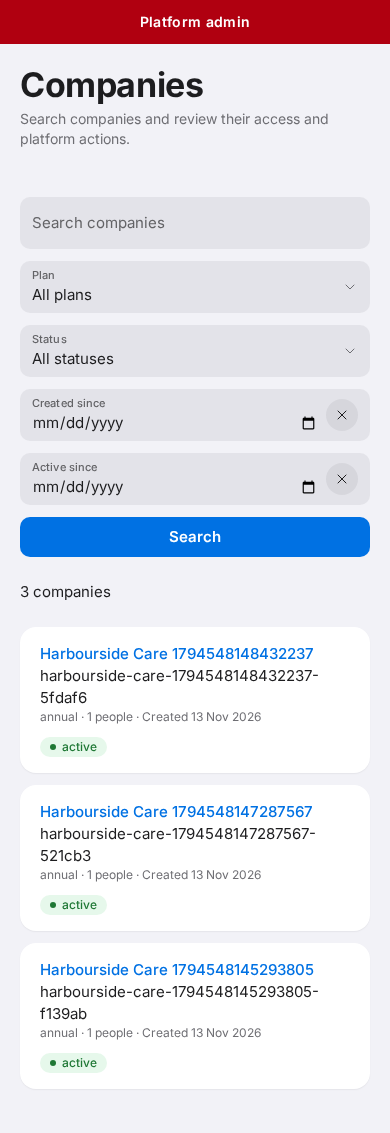 Platform admin
Companies
Search companies and review their access and
platform actions.
Search companies
Plan
All plans
Status
All statuses
Created since
mm/dd/yyyy
Active since
mm/dd/yyyy
Search
3 companies
Harbourside Care 1794548148432237
harbourside-care-1794548148432237-
5fdaf6
annual · 1 people · Created 13 Nov 2026
active
Harbourside Care 1794548147287567
harbourside-care-1794548147287567-
521cb3
annual · 1 people · Created 13 Nov 2026
active
Harbourside Care 1794548145293805
harbourside-care-1794548145293805-
f139ab
annual · 1 people · Created 13 Nov 2026
active